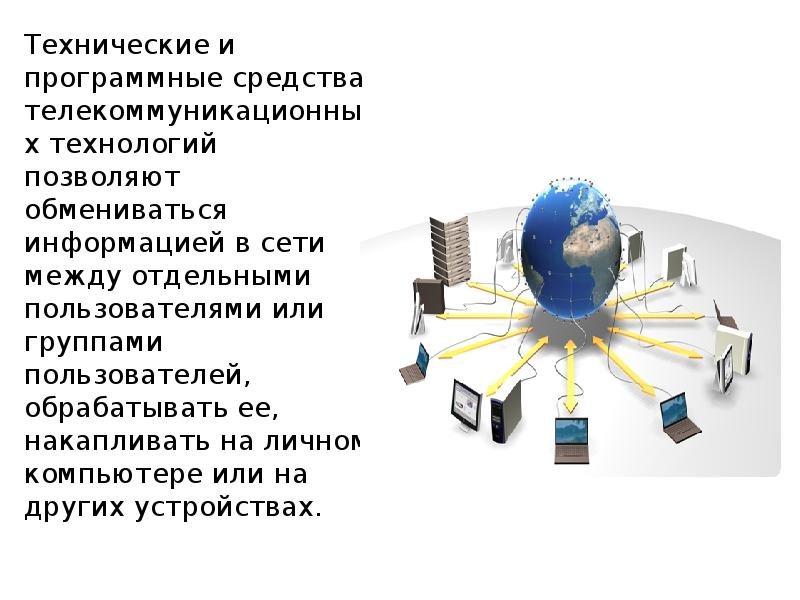 Технические и
программные средства
телекоммуникационны
х технологий
позволяют
обмениваться
информацией в сети
между отдельными
пользователями или
группами
пользователей,
обрабатывать ее,
накапливать на личном
компьютере или на
других устройствах.